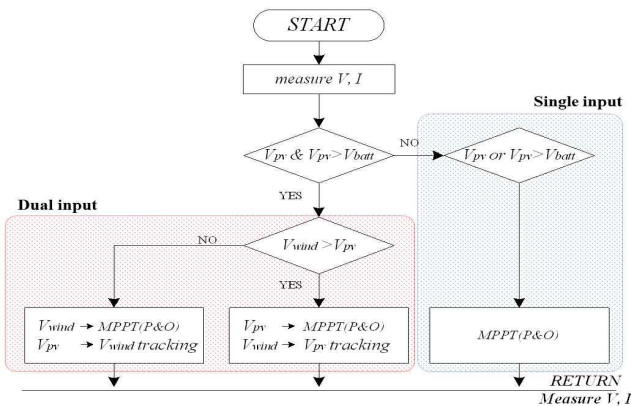 START
measure V, I
Single input
Vpv & Vpv>Vbatt
NO
Vpv or Vpv>Vbatt
YES
Dual input
Vwind >Vpv
NO
YES
Vwind → MPPT(P&O)
Vpv → Vwind tracking
Vpv → MPPT(P&O)
Vwind → Vpv tracking
MPPT(P&O)
RETURN
Measure V, I